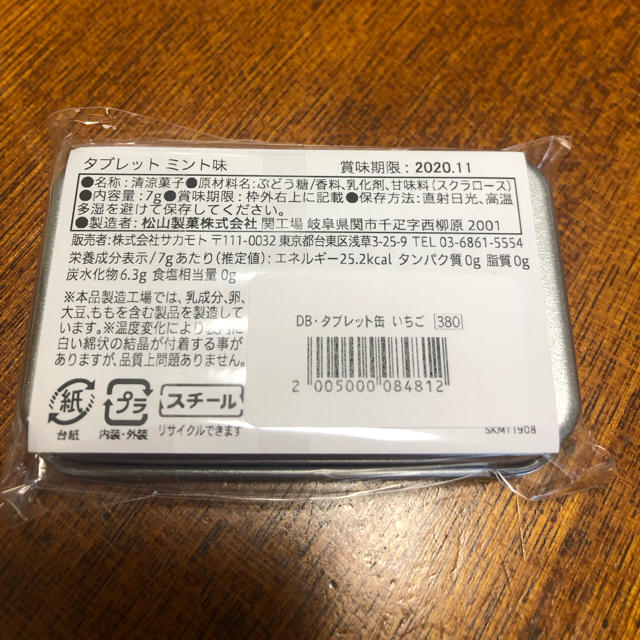 タブレット ミント味 賞味期限：2020.11
●名称：清涼菓子●原材料名：ぶどう糖/香料、乳化剤、甘味料（スクラロース）
●内容量：7g●賞味期限：枠外右上に記載●保存方法：直射日光、高温
多湿を避けて保存してください。
●製造者：松山製菓株式会社 関工場 岐阜県関市千疋字西柳原 2001
販売者：株式会社サカモト 〒111-0032 東京都台東区浅草3-25-9 TEL 03-6861-5554
栄養成分表示/7gあたり（推定値）：エネルギー25.2kcal タンパク質0g 脂質0g
炭水化物6.3g 食塩相当量0g
※本品製造工場では、乳成分、卵、
大豆、ももを含む製品を製造して
います。※温度変化により表面に
白い綿状の結晶が付着する事が
ありますが、品質上問題ありません。
DB・タブレット缶 いちご 380
2 005000 084812
紙 プラ スチール
台紙 内装・外装 リサイクルできます
SKMT1908